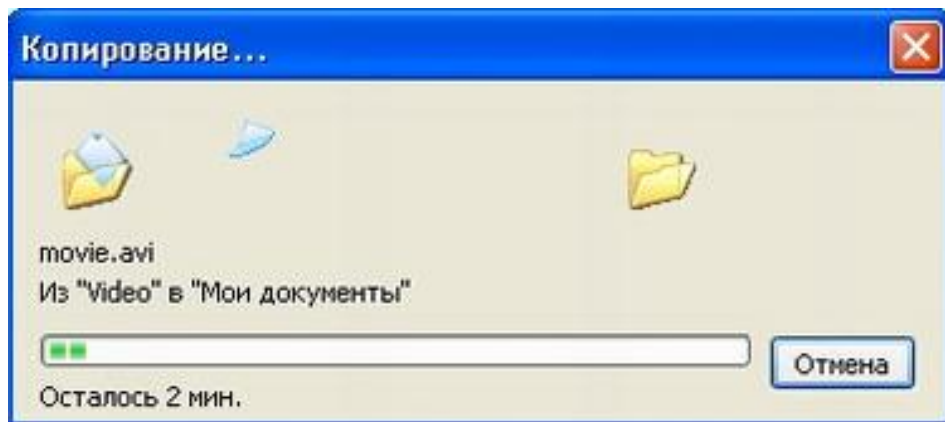 Копирование...
movie.avi
Из "Video" в "Мои документы"
Отмена
Осталось 2 мин.